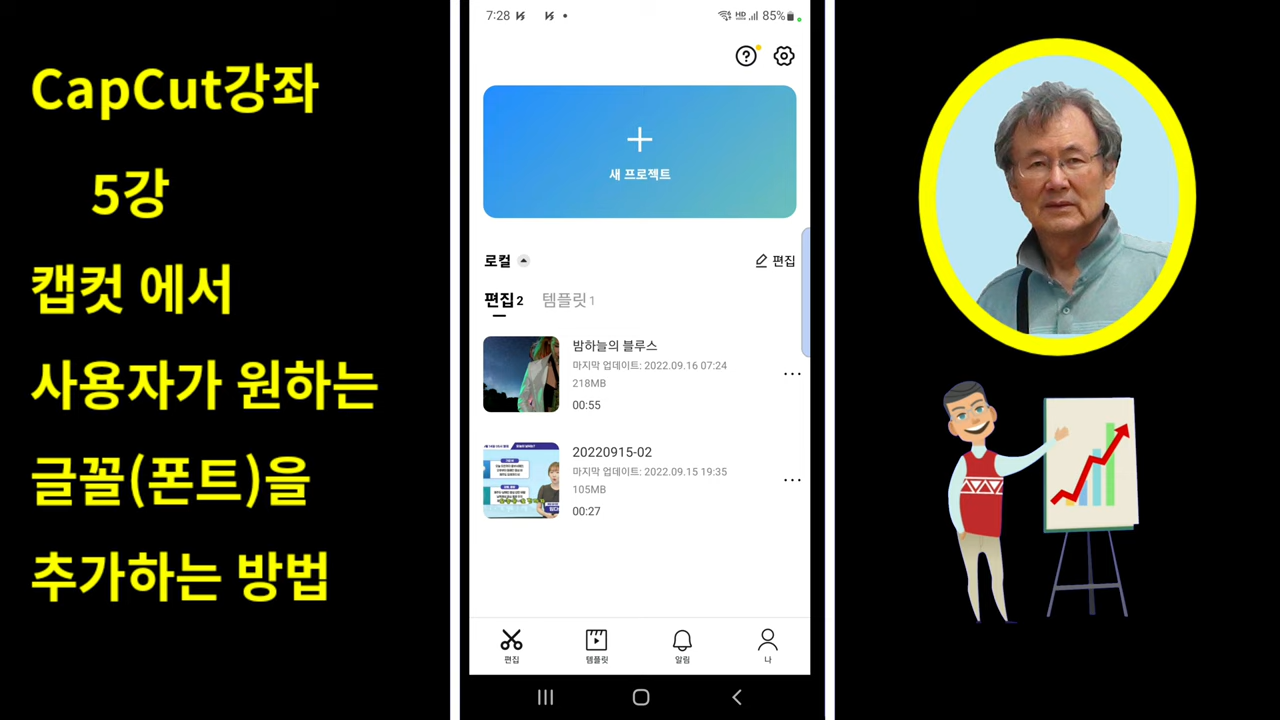 CapCut강좌
5강
캡컷 에서
사용자가 원하는
글꼴(폰트)을
추가하는 방법
7:28
HD
85%
새 프로젝트
로컬
편집
편집 2
템플릿 1
밤하늘의 블루스
마지막 업데이트: 2022.09.16 07:24
218MB
00:55
20220915-02
마지막 업데이트: 2022.09.15 19:35
105MB
00:27
편집
템플릿
알림
나